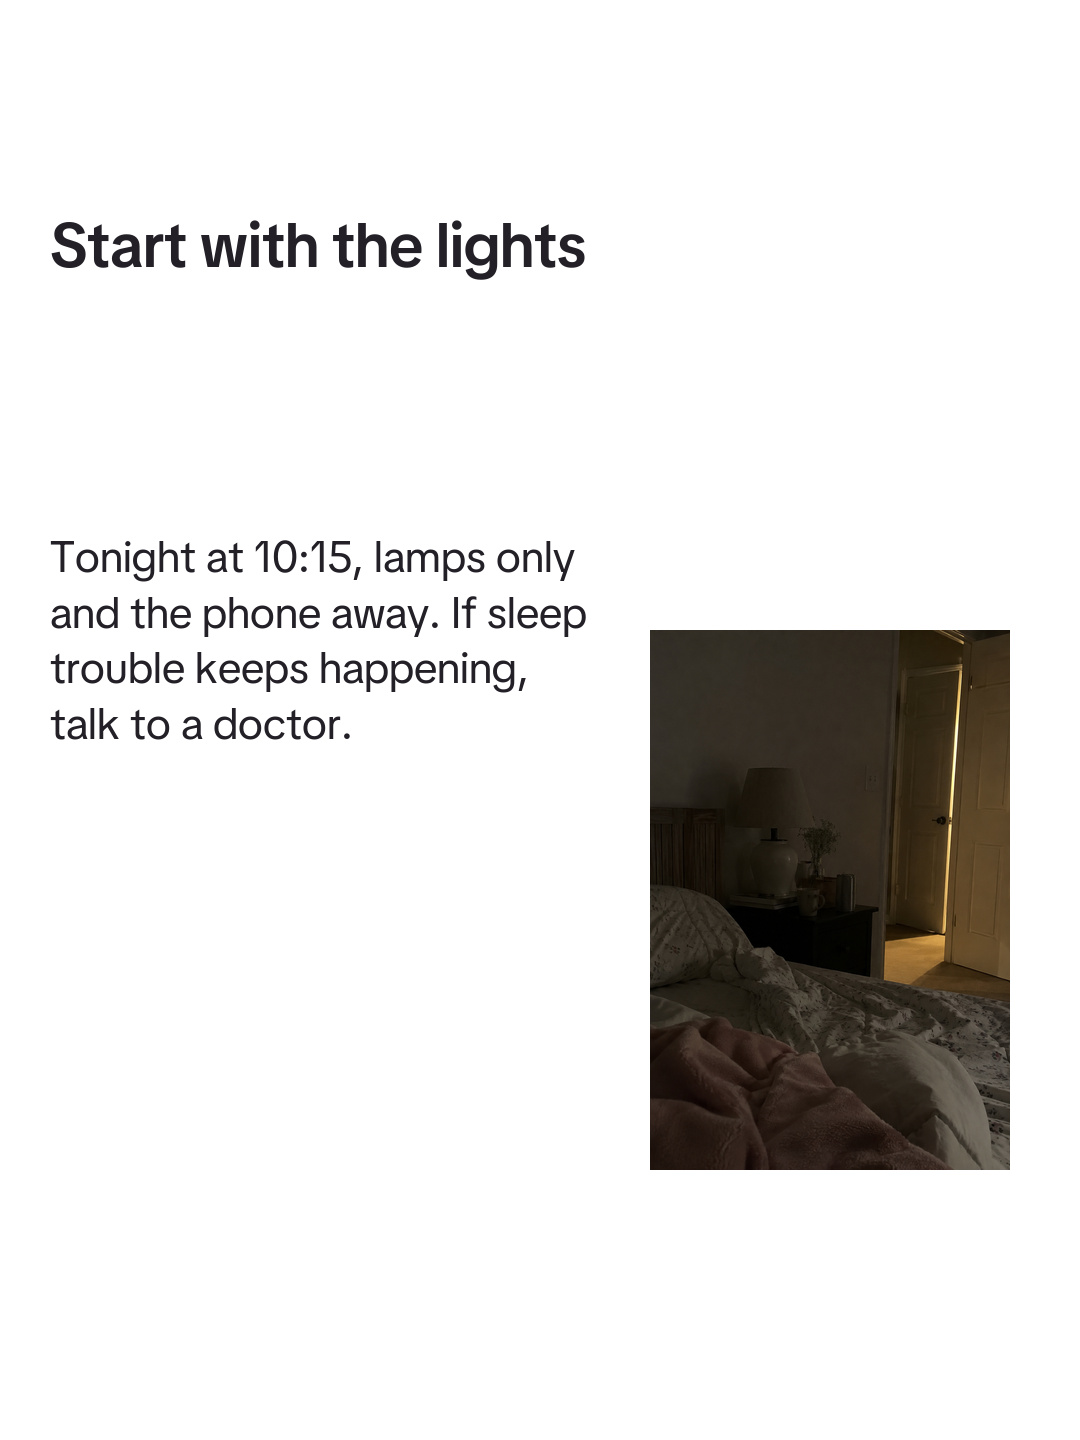 Start with the lights
Tonight at 10:15, lamps only
and the phone away. If sleep
trouble keeps happening,
talk to a doctor.